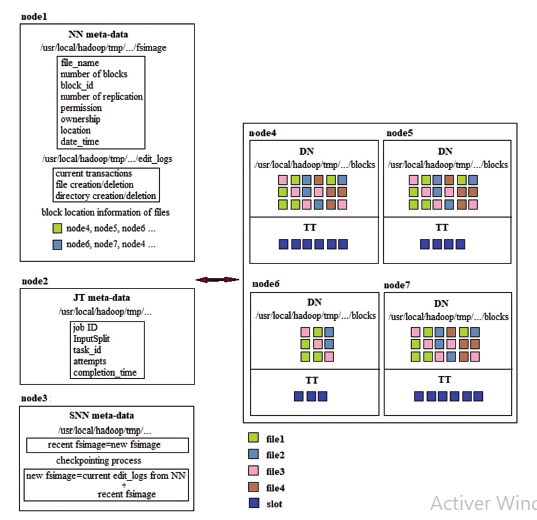 node1
NN meta-data
/usr/local/hadoop/tmp/.../fsimage
file_name
number of blocks
block_id
number of replication
permission
ownership
location
date_time
/usr/local/hadoop/tmp/.../edit_logs
current transactions
file creation/deletion
directory creation/deletion
block location information of files
node4, node5, node6 ...
node6, node7, node4 ...
node2
JT meta-data
/usr/local/hadoop/tmp/...
job ID
InputSplit
task_id
attempts
completion_time
node3
SNN meta-data
/usr/local/hadoop/tmp/...
recent fsimage=new fsimage
checkpointing process
new fsimage=current edit_logs from NN
+
recent fsimage
node4
DN
/usr/local/hadoop/tmp/.../blocks
TT
node5
DN
/usr/local/hadoop/tmp/.../blocks
TT
node6
DN
/usr/local/hadoop/tmp/.../blocks
TT
node7
DN
/usr/local/hadoop/tmp/.../blocks
TT
file1
file2
file3
file4
slot
Activer Wind